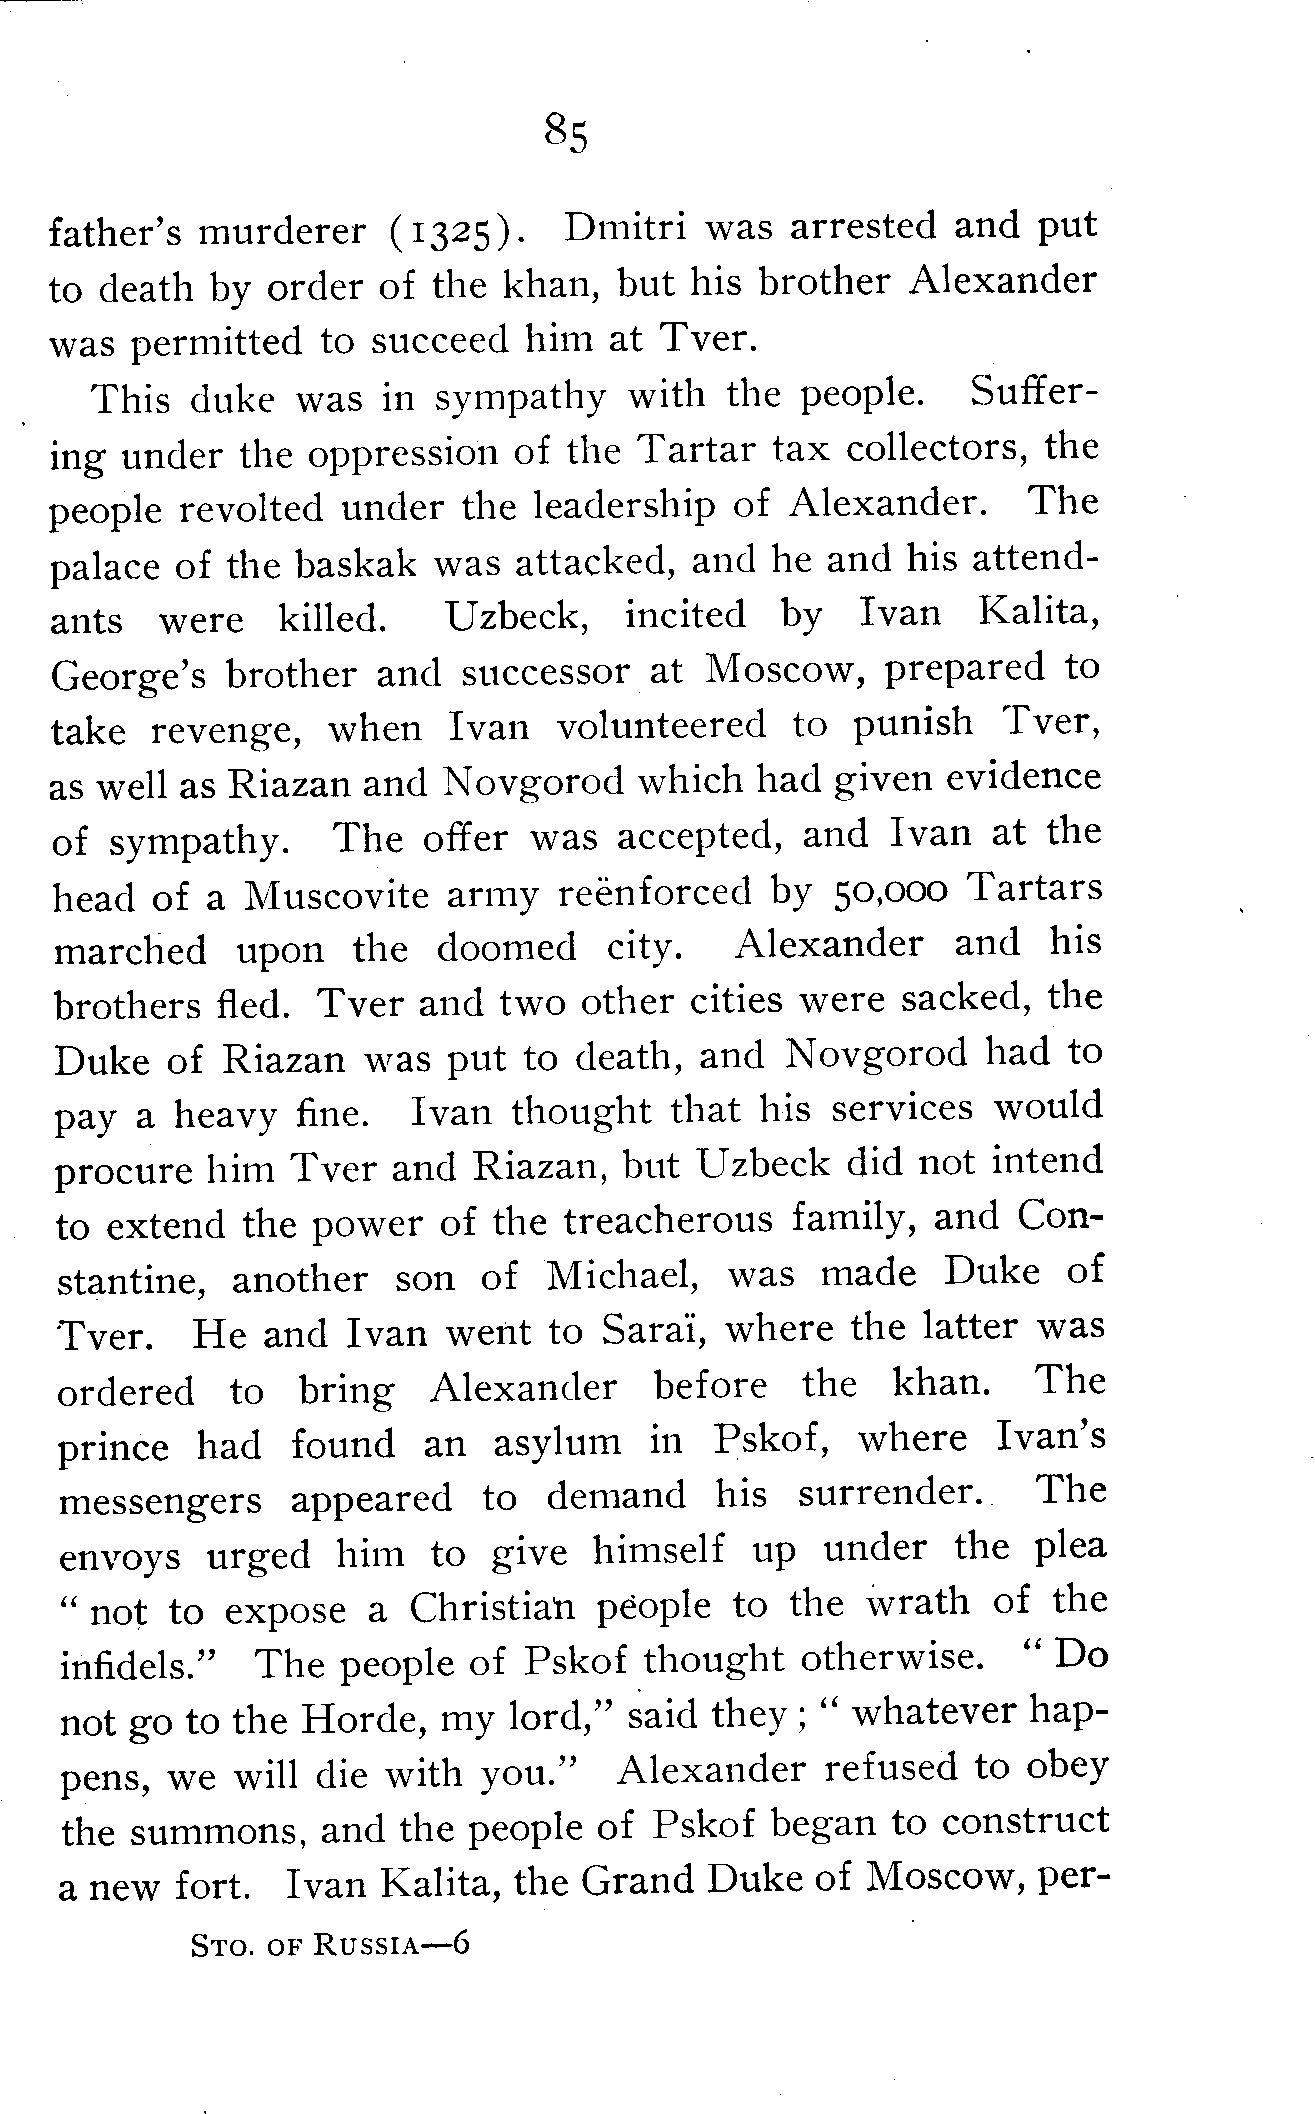 85
father's murderer (1325). Dmitri was arrested and put
to death by order of the khan, but his brother Alexander
was permitted to succeed him at Tver.
This duke was in sympathy with the people. Suffer-
ing under the oppression of the Tartar tax collectors, the
people revolted under the leadership of Alexander. The
palace of the baskak was attacked, and he and his attend-
ants were killed. Uzbeck, incited by Ivan Kalita,
George's brother and successor at Moscow, prepared to
take revenge, when Ivan volunteered to punish Tver,
as well as Riazan and Novgorod which had given evidence
of sympathy. The offer was accepted, and Ivan at the
head of a Muscovite army reënforced by 50,000 Tartars
marched upon the doomed city. Alexander and his
brothers fled. Tver and two other cities were sacked, the
Duke of Riazan was put to death, and Novgorod had to
pay a heavy fine. Ivan thought that his services would
procure him Tver and Riazan, but Uzbeck did not intend
to extend the power of the treacherous family, and Con-
stantine, another son of Michael, was made Duke of
Tver. He and Ivan went to Saraï, where the latter was
ordered to bring Alexander before the khan. The
prince had found an asylum in Pskof, where Ivan's
messengers appeared to demand his surrender. The
envoys urged him to give himself up under the plea
" not to expose a Christian people to the wrath of the
infidels." The people of Pskof thought otherwise. " Do
not go to the Horde, my lord," said they ; " whatever hap-
pens, we will die with you." Alexander refused to obey
the summons, and the people of Pskof began to construct
a new fort. Ivan Kalita, the Grand Duke of Moscow, per-
STO. OF RUSSIA—6